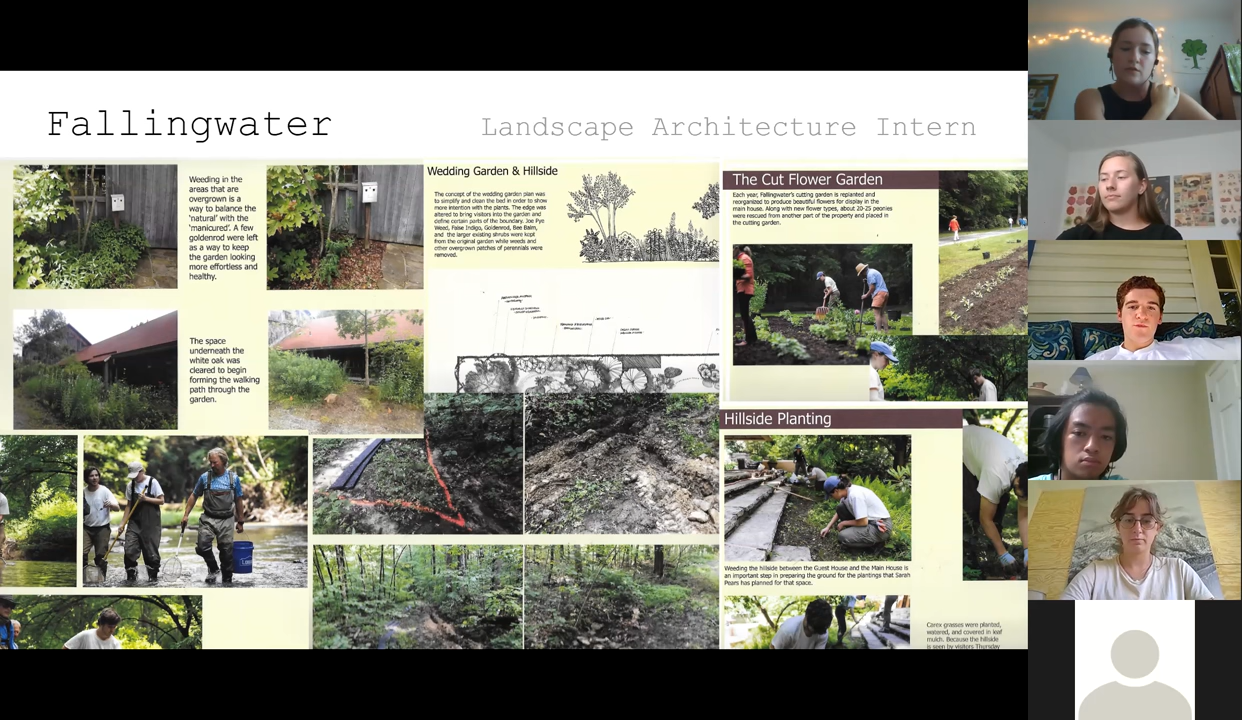 Fallingwater
Landscape Architecture Intern
Weeding in the
areas that are
overgrown is a
way to balance the
'natural' with the
'manicured'. A few
goldenrod were left
as a way to keep
the garden looking
more effortless and
healthy.
The space
underneath the
white oak was
cleared to begin
forming the walking
path through the
garden.
Wedding Garden & Hillside
The concept of the wedding garden plan was
to simplify and clean the bed in order to show
more intention with the plants. The edge was
altered to bring visitors into the garden and
define certain parts of the boundary. Joe Pye
Weed, False Indigo, Goldenrod, Bee Balm,
and the larger existing shrubs were kept
from the original garden while weeds and
other overgrown patches of perennials were
removed.
The Cut Flower Garden
Each year, Fallingwater's cutting garden is replanted and
reorganized to produce beautiful flowers for display in the
main house. Along with new flower types, about 20-25 peonies
were rescued from another part of the property and placed in
the cutting garden.
Hillside Planting
Weeding the hillside between the Guest House and the Main House is
an important step in preparing the ground for the plantings that Sarah
Pears has planned for that space.
Carex grasses were planted,
watered, and covered in leaf
mulch. Because the hillside
is seen by visitors Thursday